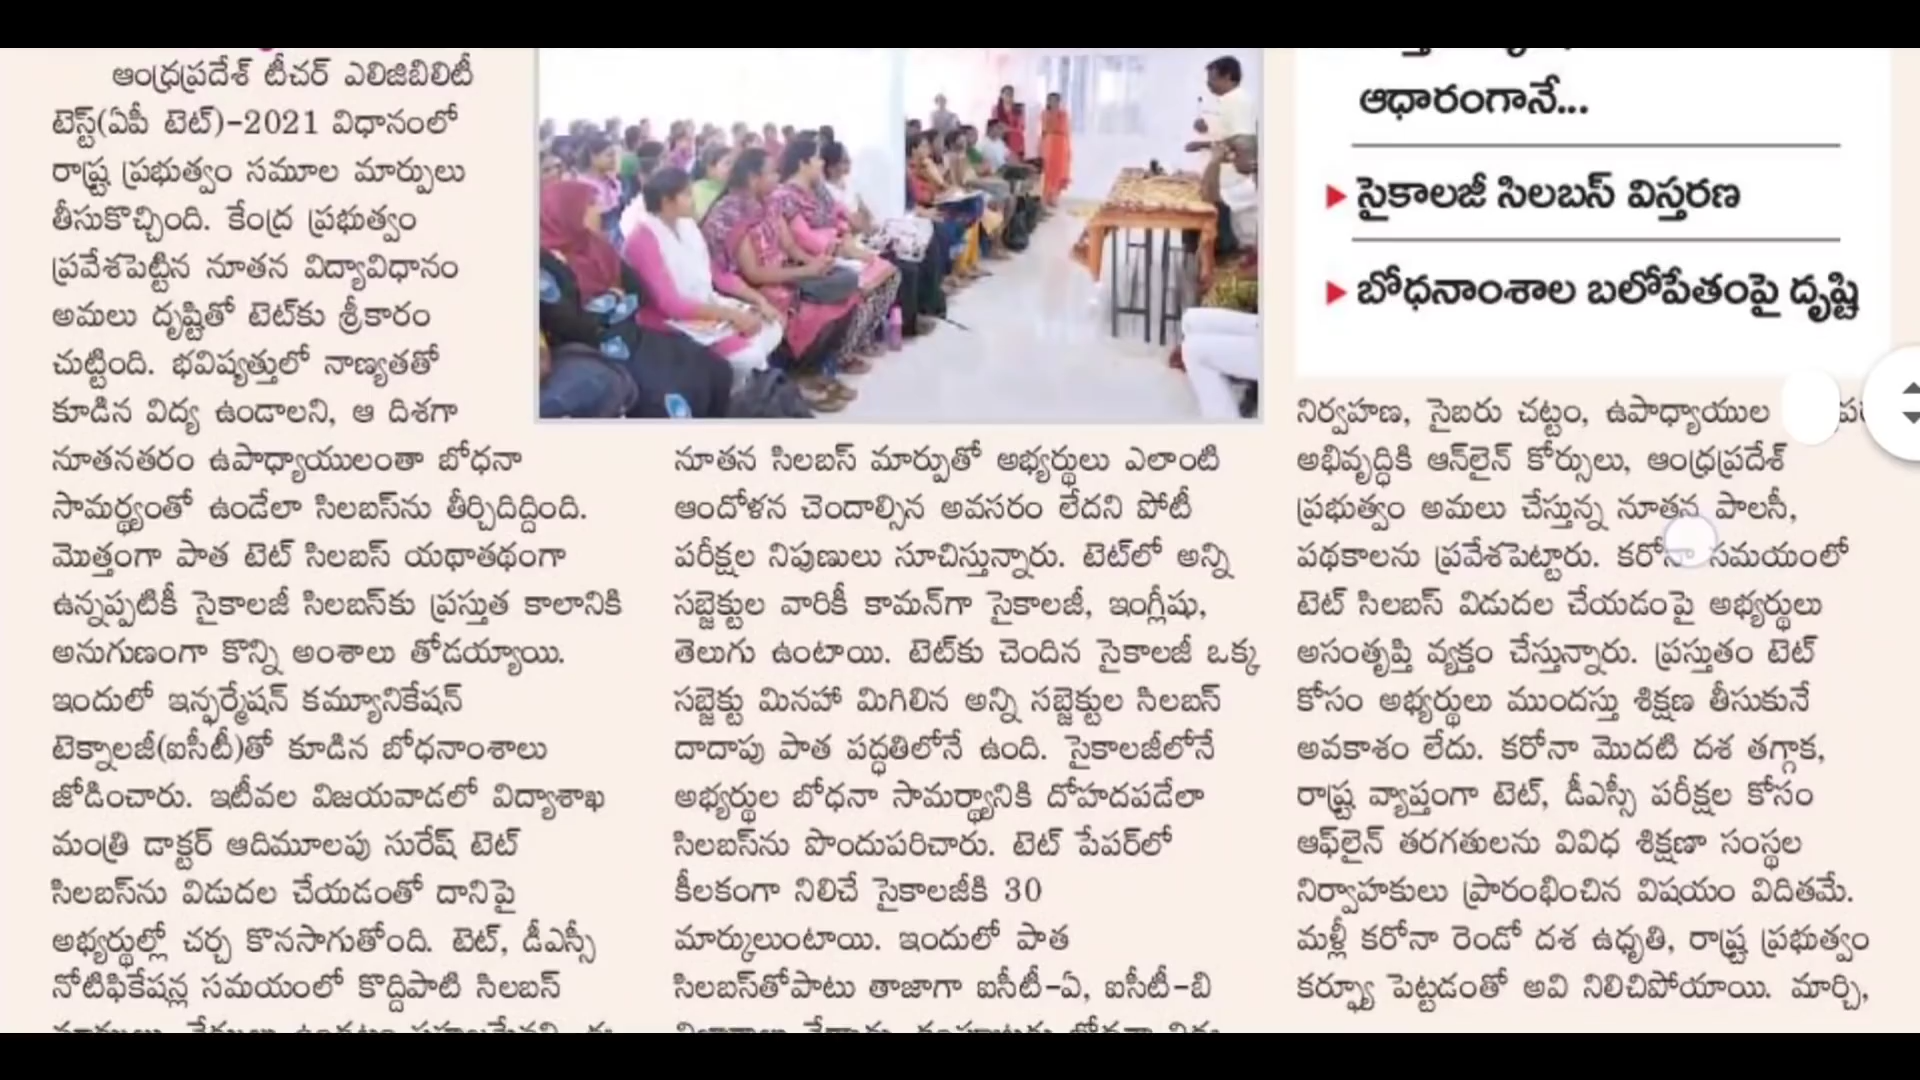 ఆంధ్రప్రదేశ్ టీచర్ ఎలిజిబిలిటీ
టెస్ట్(ఏపీ టెట్)-2021 విధానంలో
రాష్ట్ర ప్రభుత్వం సమూల మార్పులు
తీసుకొచ్చింది. కేంద్ర ప్రభుత్వం
ప్రవేశపెట్టిన నూతన విద్యావిధానం
అమలు దృష్టితో టెట్‌కు శ్రీకారం
చుట్టింది. భవిష్యత్తులో నాణ్యతతో
కూడిన విద్య ఉండాలని, ఆ దిశగా
నూతనతరం ఉపాధ్యాయులంతా బోధనా
సామర్థ్యంతో ఉండేలా సిలబస్‌ను తీర్చిదిద్దింది.
మొత్తంగా పాత టెట్ సిలబస్ యథాతథంగా
ఉన్నప్పటికీ సైకాలజీ సిలబస్‌కు ప్రస్తుత కాలానికి
అనుగుణంగా కొన్ని అంశాలు తోడయ్యాయి.
ఇందులో ఇన్ఫర్మేషన్ కమ్యూనికేషన్
టెక్నాలజీ(ఐసీటీ)తో కూడిన బోధనాంశాలు
జోడించారు. ఇటీవల విజయవాడలో విద్యాశాఖ
మంత్రి డాక్టర్ ఆదిమూలపు సురేష్ టెట్
సిలబస్‌ను విడుదల చేయడంతో దానిపై
అభ్యర్థుల్లో చర్చ కొనసాగుతోంది. టెట్, డీఎస్సీ
నోటిఫికేషన్ల సమయంలో కొద్దిపాటి సిలబస్
నూతన సిలబస్ మార్పుతో అభ్యర్థులు ఎలాంటి
ఆందోళన చెందాల్సిన అవసరం లేదని పోటీ
పరీక్షల నిపుణులు సూచిస్తున్నారు. టెట్‌లో అన్ని
సబ్జెక్టుల వారికీ కామన్‌గా సైకాలజీ, ఇంగ్లీషు,
తెలుగు ఉంటాయి. టెట్‌కు చెందిన సైకాలజీ ఒక్క
సబ్జెక్టు మినహా మిగిలిన అన్ని సబ్జెక్టుల సిలబస్
దాదాపు పాత పద్ధతిలోనే ఉంది. సైకాలజీలోనే
అభ్యర్థుల బోధనా సామర్థ్యానికి దోహదపడేలా
సిలబస్‌ను పొందుపరిచారు. టెట్ పేపర్‌లో
కీలకంగా నిలిచే సైకాలజీకి 30
మార్కులుంటాయి. ఇందులో పాత
సిలబస్‌తోపాటు తాజాగా ఐసీటీ-ఏ, ఐసీటీ-బి
ఆధారంగానే...
సైకాలజీ సిలబస్ విస్తరణ
బోధనాంశాల బలోపేతంపై దృష్టి
నిర్వహణ, సైబరు చట్టం, ఉపాధ్యాయుల
అభివృద్ధికి ఆన్‌లైన్ కోర్సులు, ఆంధ్రప్రదేశ్
ప్రభుత్వం అమలు చేస్తున్న నూతన పాలసీ,
పథకాలను ప్రవేశపెట్టారు. కరోనా సమయంలో
టెట్ సిలబస్ విడుదల చేయడంపై అభ్యర్థులు
అసంతృప్తి వ్యక్తం చేస్తున్నారు. ప్రస్తుతం టెట్
కోసం అభ్యర్థులు ముందస్తు శిక్షణ తీసుకునే
అవకాశం లేదు. కరోనా మొదటి దశ తగ్గాక,
రాష్ట్ర వ్యాప్తంగా టెట్, డీఎస్సీ పరీక్షల కోసం
ఆఫ్‌లైన్ తరగతులను వివిధ శిక్షణా సంస్థల
నిర్వాహకులు ప్రారంభించిన విషయం విదితమే.
మళ్లీ కరోనా రెండో దశ ఉధృతి, రాష్ట్ర ప్రభుత్వం
కర్ఫ్యూ పెట్టడంతో అవి నిలిచిపోయాయి. మార్చి,